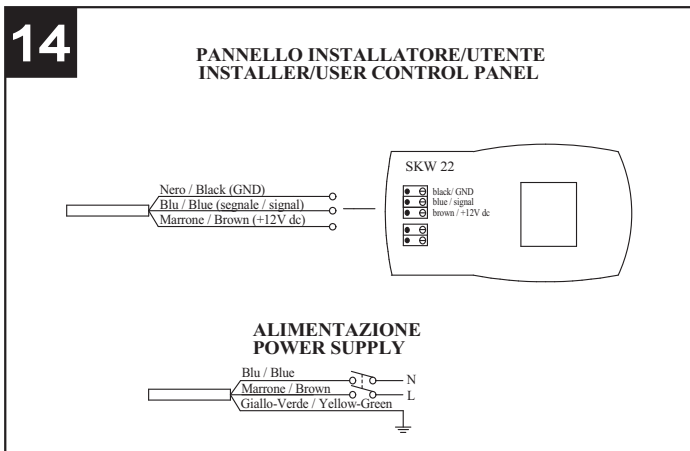 14
PANNELLO INSTALLATORE/UTENTE
INSTALLER/USER CONTROL PANEL
SKW 22
Nero / Black (GND)
Blu / Blue (segnale / signal)
Marrone / Brown (+12V dc)
black/ GND
blue / signal
brown / +12V dc
ALIMENTAZIONE
POWER SUPPLY
Blu / Blue
N
Marrone / Brown
L
Giallo-Verde / Yellow-Green